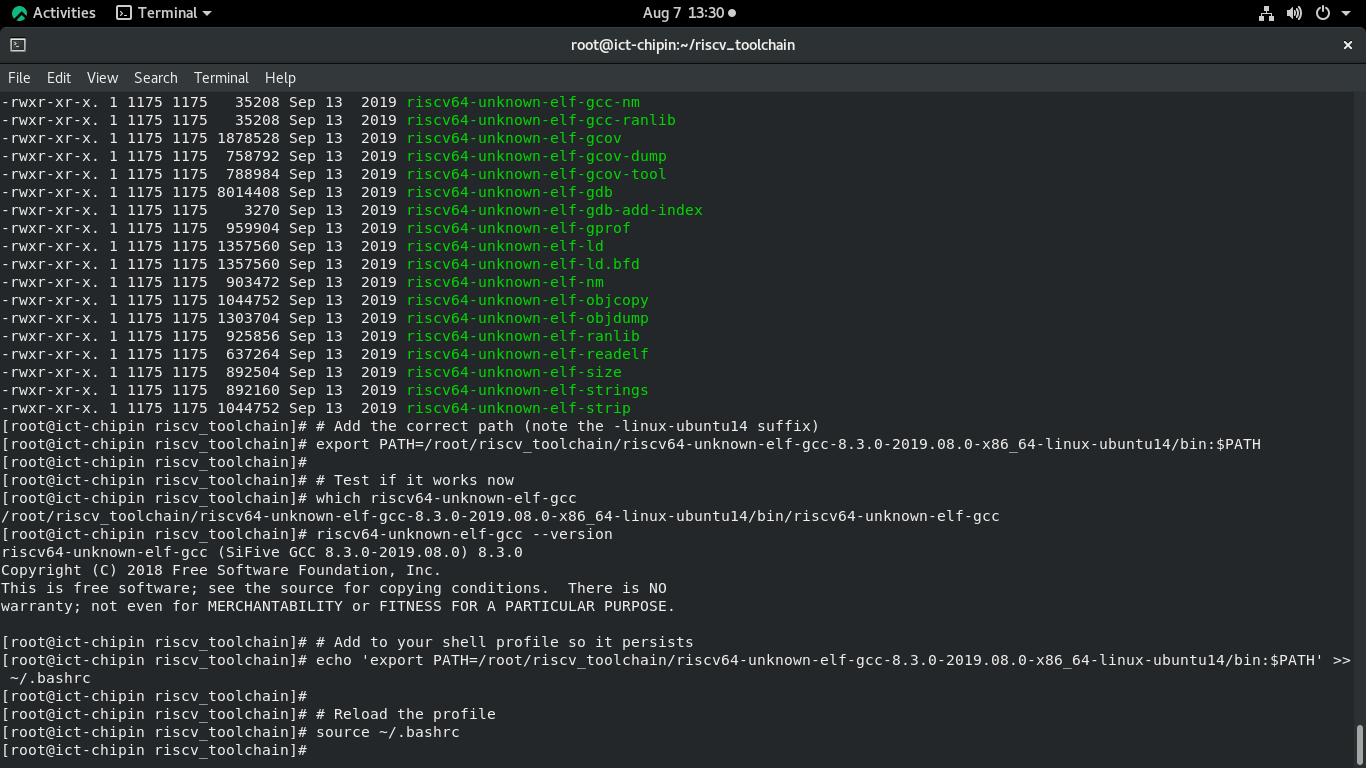 Activities
Terminal
Aug 7 13:30
root@ict-chipin:~/riscv_toolchain
File Edit View Search Terminal Help
-rwxr-xr-x. 1 1175 1175   35208 Sep 13  2019 riscv64-unknown-elf-gcc-nm
-rwxr-xr-x. 1 1175 1175   35208 Sep 13  2019 riscv64-unknown-elf-gcc-ranlib
-rwxr-xr-x. 1 1175 1175 1878528 Sep 13  2019 riscv64-unknown-elf-gcov
-rwxr-xr-x. 1 1175 1175  758792 Sep 13  2019 riscv64-unknown-elf-gcov-dump
-rwxr-xr-x. 1 1175 1175  788984 Sep 13  2019 riscv64-unknown-elf-gcov-tool
-rwxr-xr-x. 1 1175 1175 8014408 Sep 13  2019 riscv64-unknown-elf-gdb
-rwxr-xr-x. 1 1175 1175    3270 Sep 13  2019 riscv64-unknown-elf-gdb-add-index
-rwxr-xr-x. 1 1175 1175  959904 Sep 13  2019 riscv64-unknown-elf-gprof
-rwxr-xr-x. 1 1175 1175 1357560 Sep 13  2019 riscv64-unknown-elf-ld
-rwxr-xr-x. 1 1175 1175 1357560 Sep 13  2019 riscv64-unknown-elf-ld.bfd
-rwxr-xr-x. 1 1175 1175  903472 Sep 13  2019 riscv64-unknown-elf-nm
-rwxr-xr-x. 1 1175 1175 1044752 Sep 13  2019 riscv64-unknown-elf-objcopy
-rwxr-xr-x. 1 1175 1175 1303704 Sep 13  2019 riscv64-unknown-elf-objdump
-rwxr-xr-x. 1 1175 1175  925856 Sep 13  2019 riscv64-unknown-elf-ranlib
-rwxr-xr-x. 1 1175 1175  637264 Sep 13  2019 riscv64-unknown-elf-readelf
-rwxr-xr-x. 1 1175 1175  892504 Sep 13  2019 riscv64-unknown-elf-size
-rwxr-xr-x. 1 1175 1175  892160 Sep 13  2019 riscv64-unknown-elf-strings
-rwxr-xr-x. 1 1175 1175 1044752 Sep 13  2019 riscv64-unknown-elf-strip
[root@ict-chipin riscv_toolchain]# # Add the correct path (note the -linux-ubuntu14 suffix)
[root@ict-chipin riscv_toolchain]# export PATH=/root/riscv_toolchain/riscv64-unknown-elf-gcc-8.3.0-2019.08.0-x86_64-linux-ubuntu14/bin:$PATH
[root@ict-chipin riscv_toolchain]#
[root@ict-chipin riscv_toolchain]# # Test if it works now
[root@ict-chipin riscv_toolchain]# which riscv64-unknown-elf-gcc
/root/riscv_toolchain/riscv64-unknown-elf-gcc-8.3.0-2019.08.0-x86_64-linux-ubuntu14/bin/riscv64-unknown-elf-gcc
[root@ict-chipin riscv_toolchain]# riscv64-unknown-elf-gcc --version
riscv64-unknown-elf-gcc (SiFive GCC 8.3.0-2019.08.0) 8.3.0
Copyright (C) 2018 Free Software Foundation, Inc.
This is free software; see the source for copying conditions.  There is NO
warranty; not even for MERCHANTABILITY or FITNESS FOR A PARTICULAR PURPOSE.
[root@ict-chipin riscv_toolchain]# # Add to your shell profile so it persists
[root@ict-chipin riscv_toolchain]# echo 'export PATH=/root/riscv_toolchain/riscv64-unknown-elf-gcc-8.3.0-2019.08.0-x86_64-linux-ubuntu14/bin:$PATH' >>
 ~/.bashrc
[root@ict-chipin riscv_toolchain]#
[root@ict-chipin riscv_toolchain]# # Reload the profile
[root@ict-chipin riscv_toolchain]# source ~/.bashrc
[root@ict-chipin riscv_toolchain]#